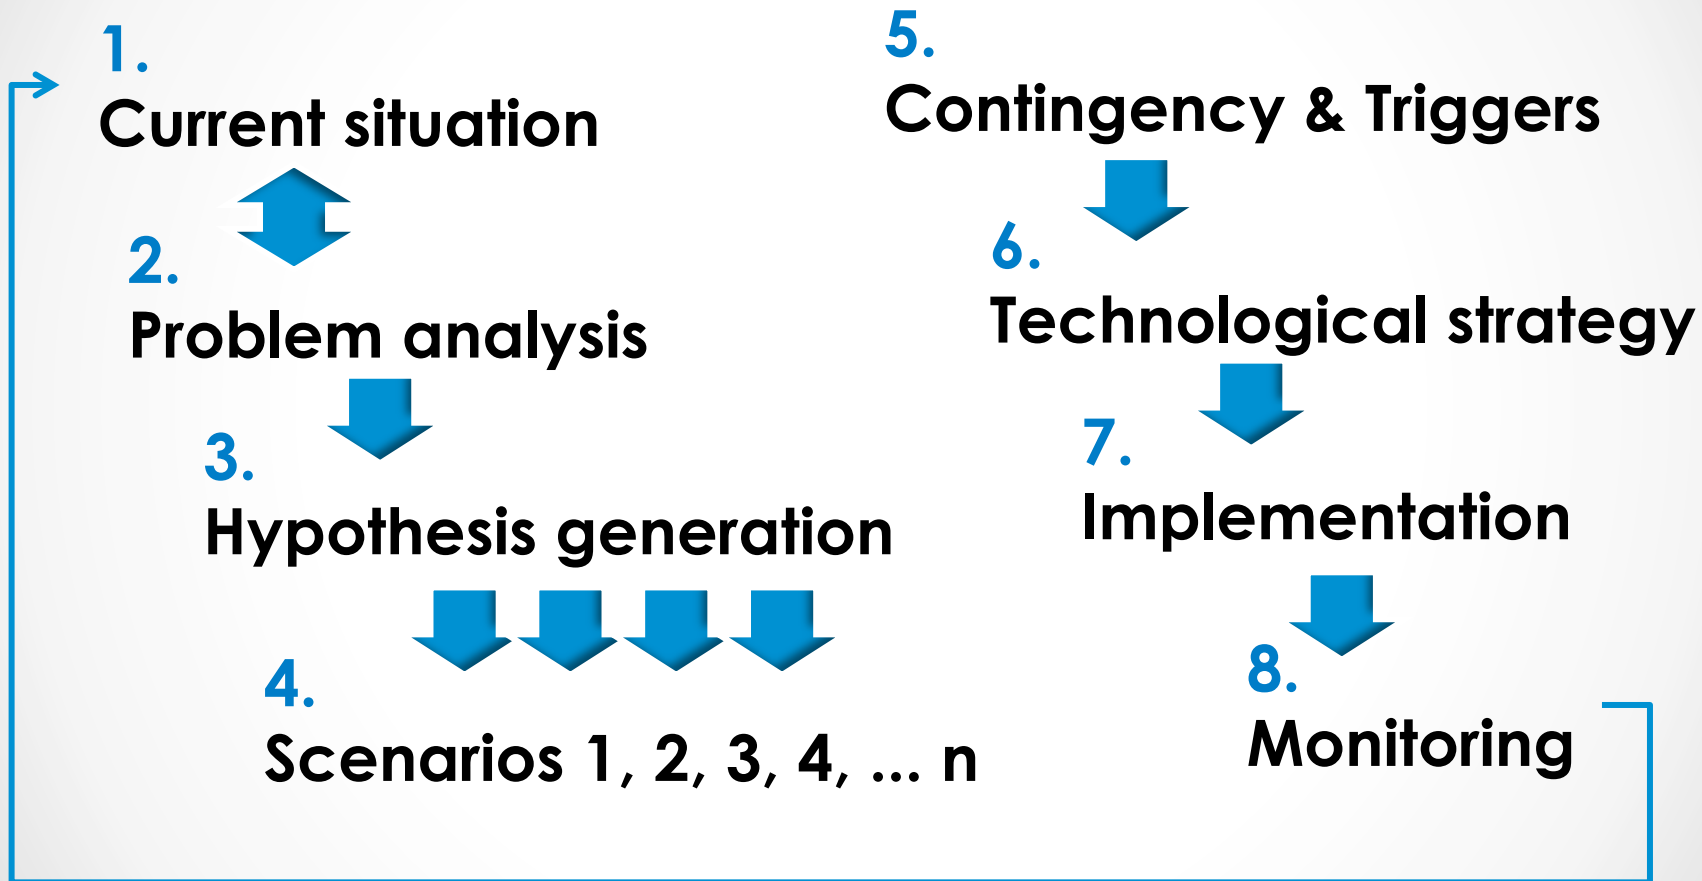 1.
Current situation
2.
Problem analysis
3.
Hypothesis generation
4.
Scenarios 1, 2, 3, 4, ... n
5.
Contingency & Triggers
6.
Technological strategy
7.
Implementation
8.
Monitoring